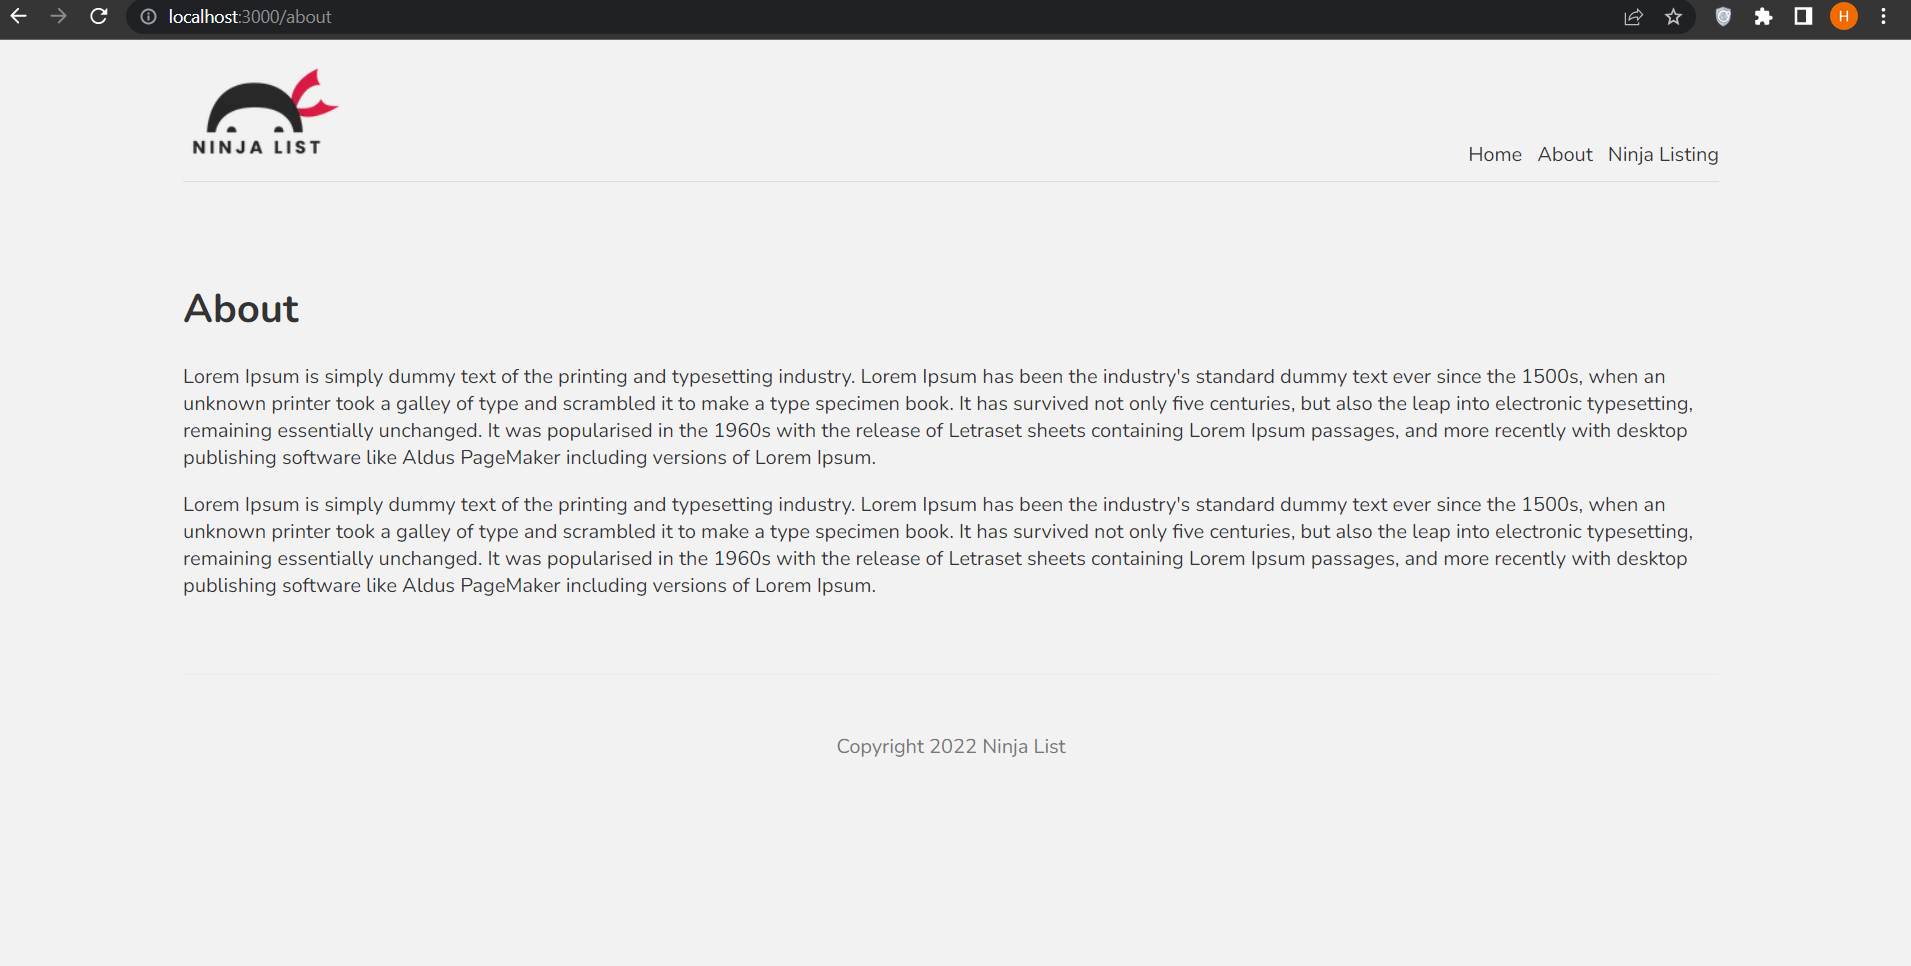 localhost:3000/about
H
NINJA LIST
Home About Ninja Listing
About
Lorem Ipsum is simply dummy text of the printing and typesetting industry. Lorem Ipsum has been the industry's standard dummy text ever since the 1500s, when an
unknown printer took a galley of type and scrambled it to make a type specimen book. It has survived not only five centuries, but also the leap into electronic typesetting,
remaining essentially unchanged. It was popularised in the 1960s with the release of Letraset sheets containing Lorem Ipsum passages, and more recently with desktop
publishing software like Aldus PageMaker including versions of Lorem Ipsum.
Lorem Ipsum is simply dummy text of the printing and typesetting industry. Lorem Ipsum has been the industry's standard dummy text ever since the 1500s, when an
unknown printer took a galley of type and scrambled it to make a type specimen book. It has survived not only five centuries, but also the leap into electronic typesetting,
remaining essentially unchanged. It was popularised in the 1960s with the release of Letraset sheets containing Lorem Ipsum passages, and more recently with desktop
publishing software like Aldus PageMaker including versions of Lorem Ipsum.
Copyright 2022 Ninja List